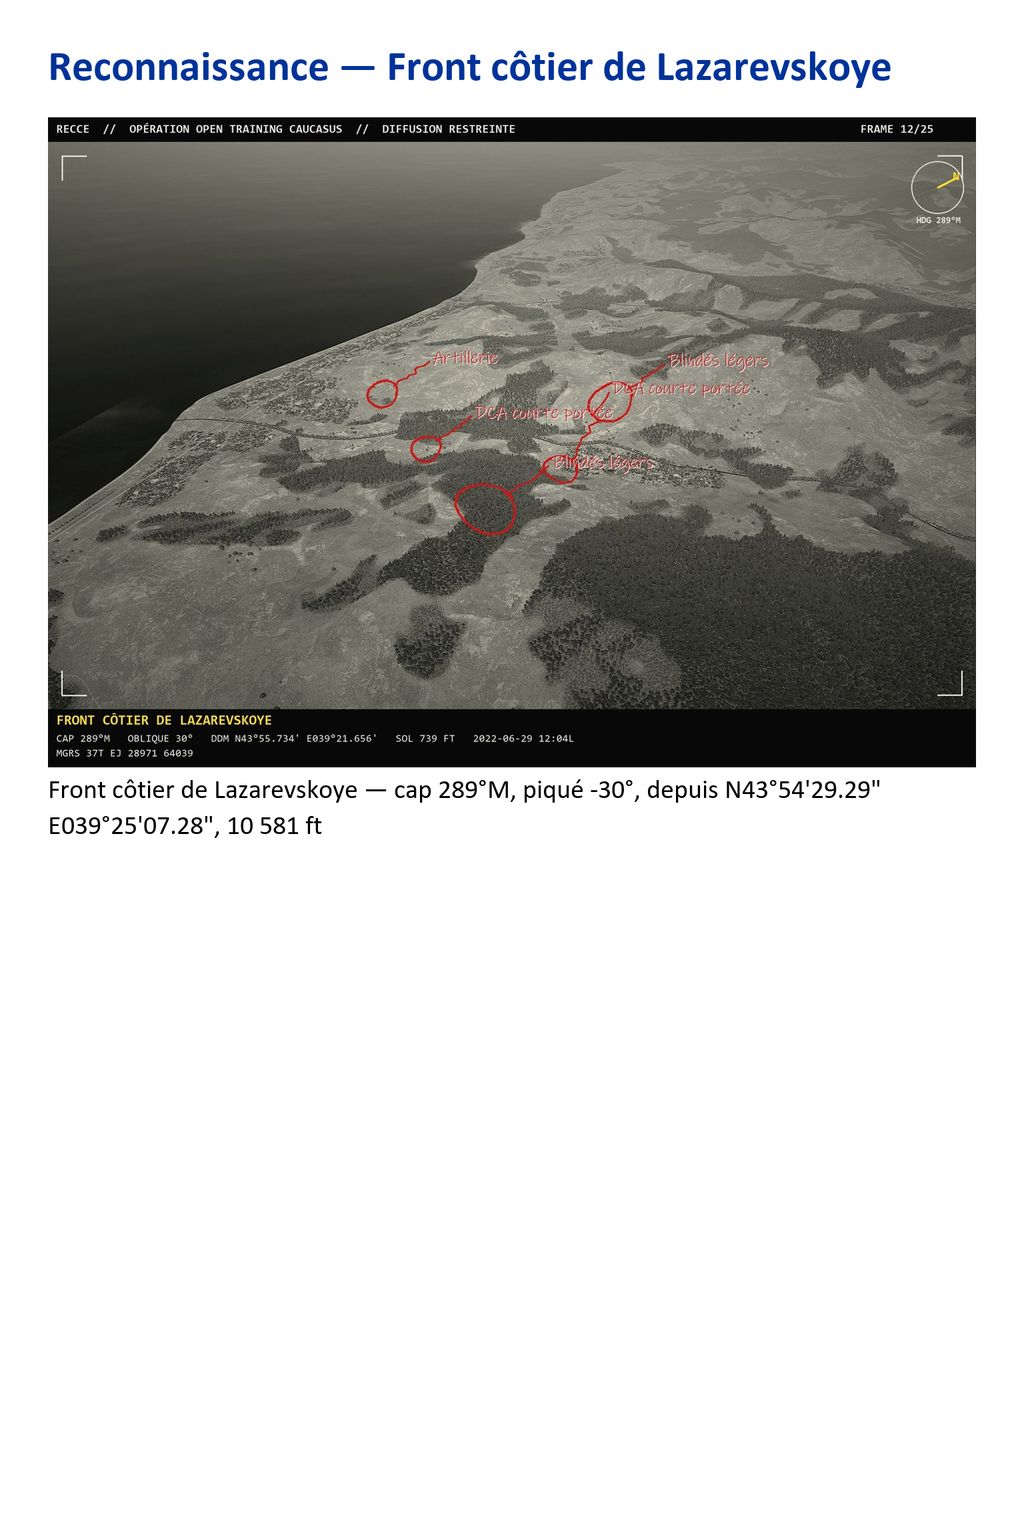 Reconnaissance — Front côtier de Lazarevskoye
RECCE // OPÉRATION OPEN TRAINING CAUCASUS // DIFFUSION RESTREINTE FRAME 12/25
N
HDG 289°M
Artillerie
Blindés légers
DCA courte portée
DCA courte portée
Blindés légers
FRONT CÔTIER DE LAZAREVSKOYE
CAP 289°M OBLIQUE 30° DDM N43°55.734' E039°21.656' SOL 739 FT 2022-06-29 12:04L
MGRS 37T EJ 28971 64039
Front côtier de Lazarevskoye — cap 289°M, piqué -30°, depuis N43°54'29.29"
E039°25'07.28", 10 581 ft